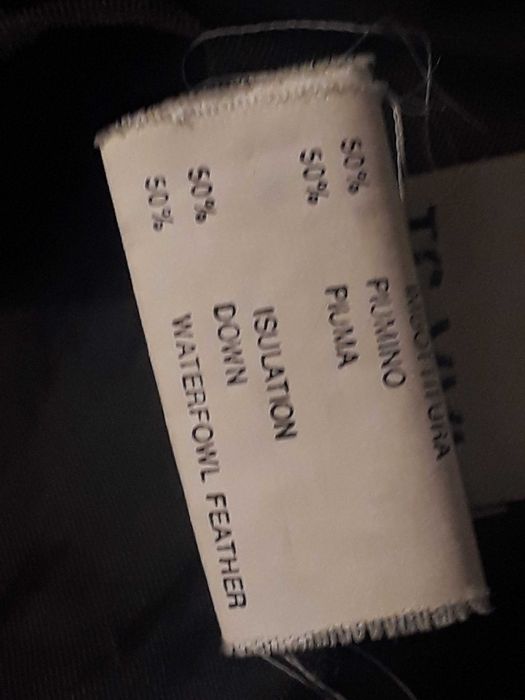 IMBOTTITURA
50% PIUMINO
50% PIUMA
ISULATION
50% DOWN
50% WATERFOWL FEATHER